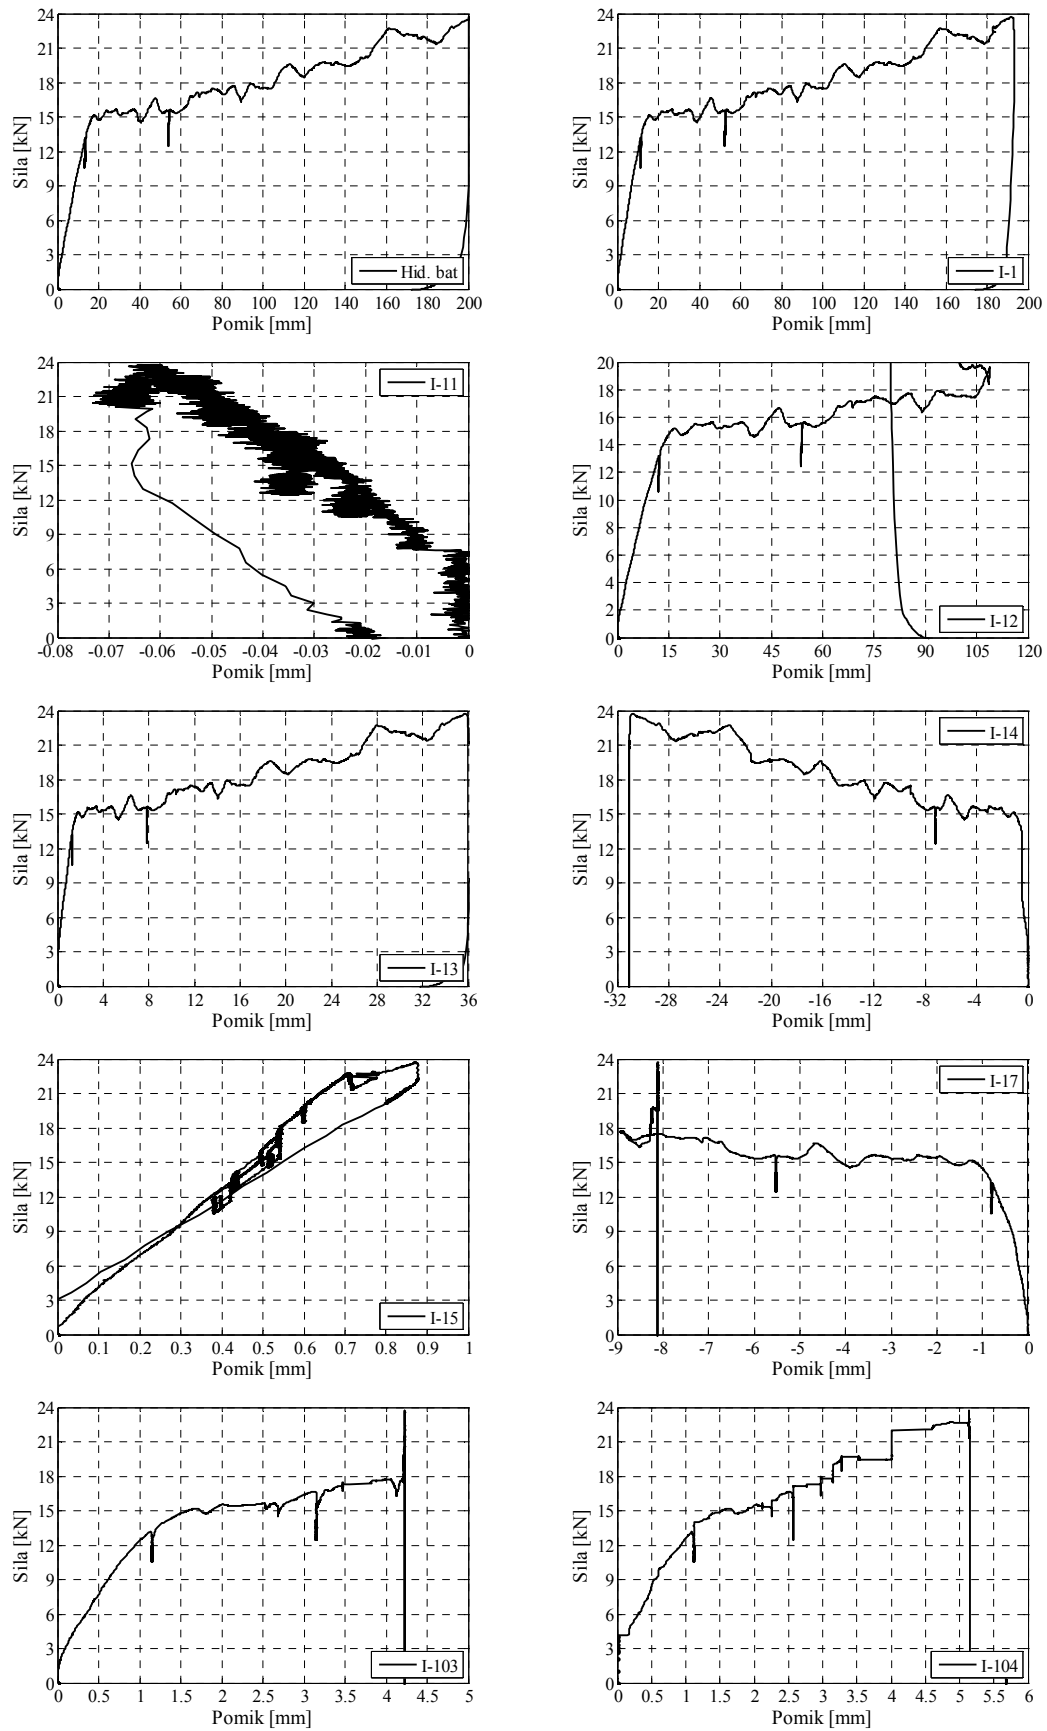 24
21
18
15
12
9
6
3
0
Sila [kN]
Hid. bat
0 20 40 60 80 100 120 140 160 180 200
Pomik [mm]
24
21
18
15
12
9
6
3
0
Sila [kN]
I-1
0 20 40 60 80 100 120 140 160 180 200
Pomik [mm]
24
21
18
15
12
9
6
3
0
Sila [kN]
I-11
-0.08 -0.07 -0.06 -0.05 -0.04 -0.03 -0.02 -0.01 0
Pomik [mm]
20
18
16
14
12
10
8
6
4
2
0
Sila [kN]
I-12
0 15 30 45 60 75 90 105 120
Pomik [mm]
24
21
18
15
12
9
6
3
0
Sila [kN]
I-13
0 4 8 12 16 20 24 28 32 36
Pomik [mm]
24
21
18
15
12
9
6
3
0
Sila [kN]
I-14
-32 -28 -24 -20 -16 -12 -8 -4 0
Pomik [mm]
24
21
18
15
12
9
6
3
0
Sila [kN]
I-15
0 0.1 0.2 0.3 0.4 0.5 0.6 0.7 0.8 0.9 1
Pomik [mm]
24
21
18
15
12
9
6
3
0
Sila [kN]
I-17
-9 -8 -7 -6 -5 -4 -3 -2 -1 0
Pomik [mm]
24
21
18
15
12
9
6
3
0
Sila [kN]
I-103
0 0.5 1 1.5 2 2.5 3 3.5 4 4.5 5
Pomik [mm]
24
21
18
15
12
9
6
3
0
Sila [kN]
I-104
0 0.5 1 1.5 2 2.5 3 3.5 4 4.5 5 5.5 6
Pomik [mm]